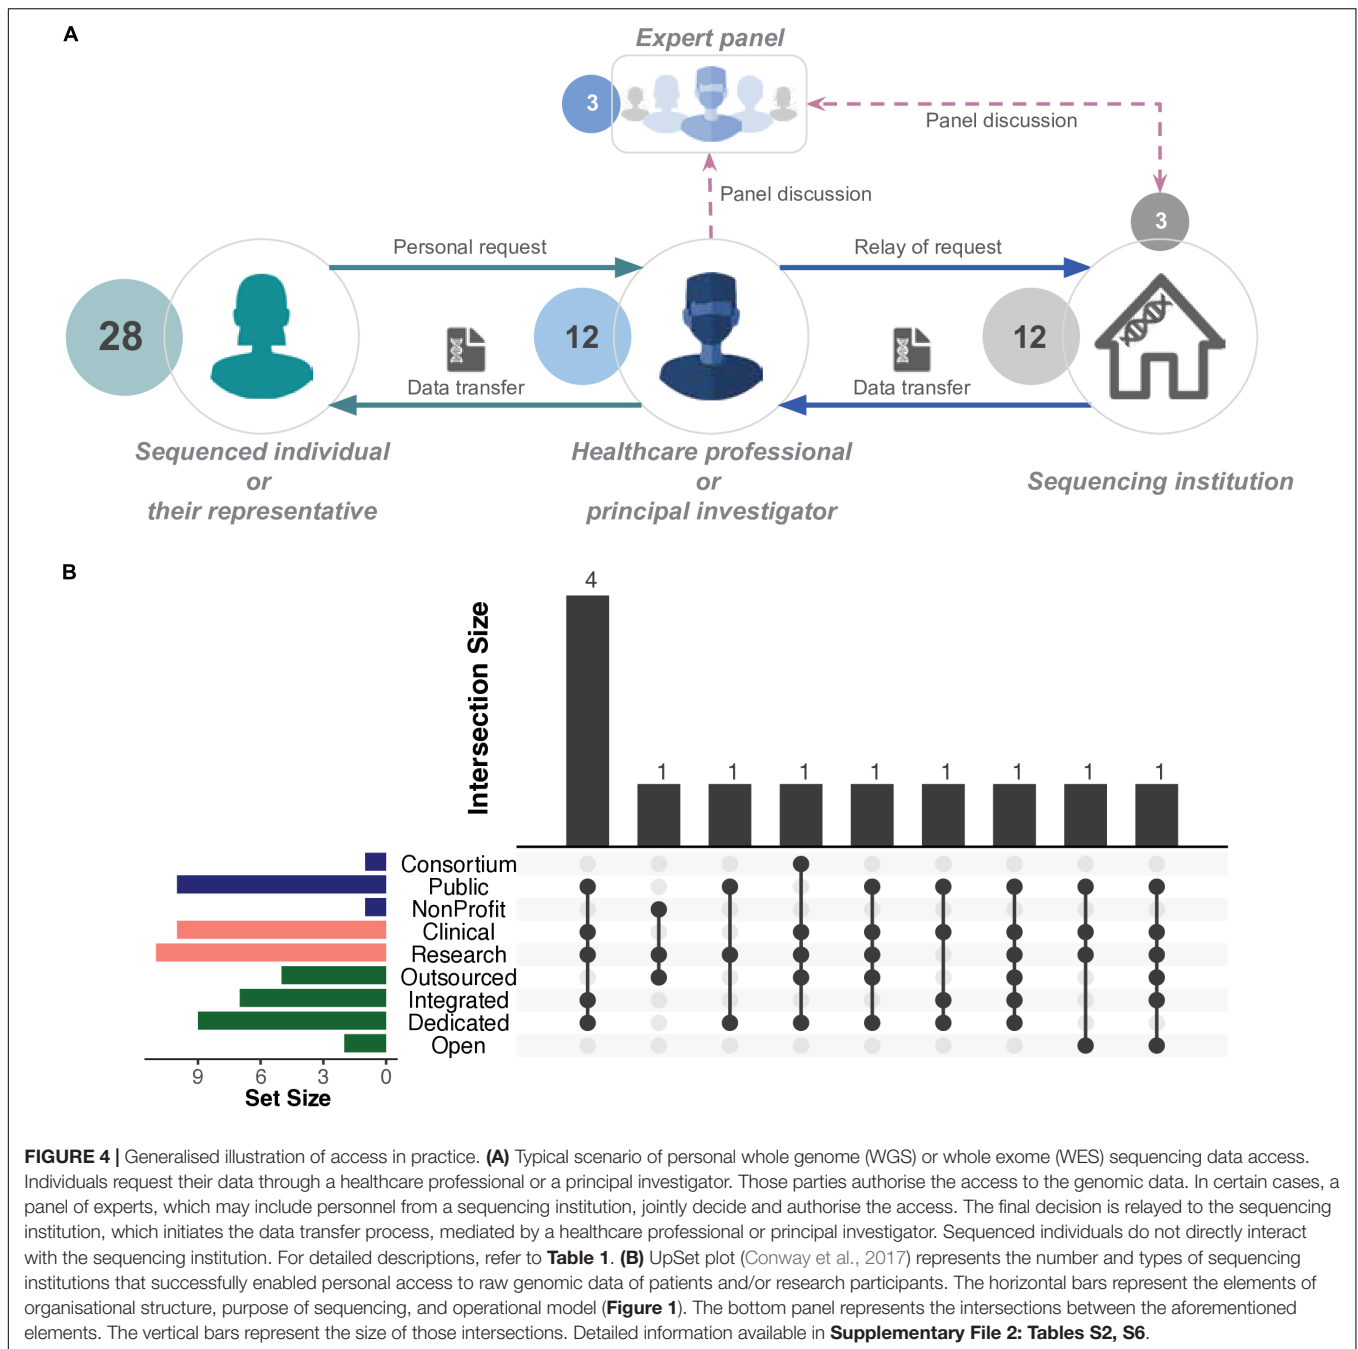 A
Expert panel
3
Panel discussion
Panel discussion
3
Personal request
Relay of request
28
12
12
Data transfer
Data transfer
Sequenced individual
or
their representative
Healthcare professional
or
principal investigator
Sequencing institution
B
Intersection Size
4
1
1
1
1
1
1
1
1
Consortium
Public
NonProfit
Clinical
Research
Outsourced
Integrated
Dedicated
Open
9
6
3
0
Set Size
FIGURE 4 | Generalised illustration of access in practice. (A) Typical scenario of personal whole genome (WGS) or whole exome (WES) sequencing data access.
Individuals request their data through a healthcare professional or a principal investigator. Those parties authorise the access to the genomic data. In certain cases, a
panel of experts, which may include personnel from a sequencing institution, jointly decide and authorise the access. The final decision is relayed to the sequencing
institution, which initiates the data transfer process, mediated by a healthcare professional or principal investigator. Sequenced individuals do not directly interact
with the sequencing institution. For detailed descriptions, refer to Table 1. (B) UpSet plot (Conway et al., 2017) represents the number and types of sequencing
institutions that successfully enabled personal access to raw genomic data of patients and/or research participants. The horizontal bars represent the elements of
organisational structure, purpose of sequencing, and operational model (Figure 1). The bottom panel represents the intersections between the aforementioned
elements. The vertical bars represent the size of those intersections. Detailed information available in Supplementary File 2: Tables S2, S6.